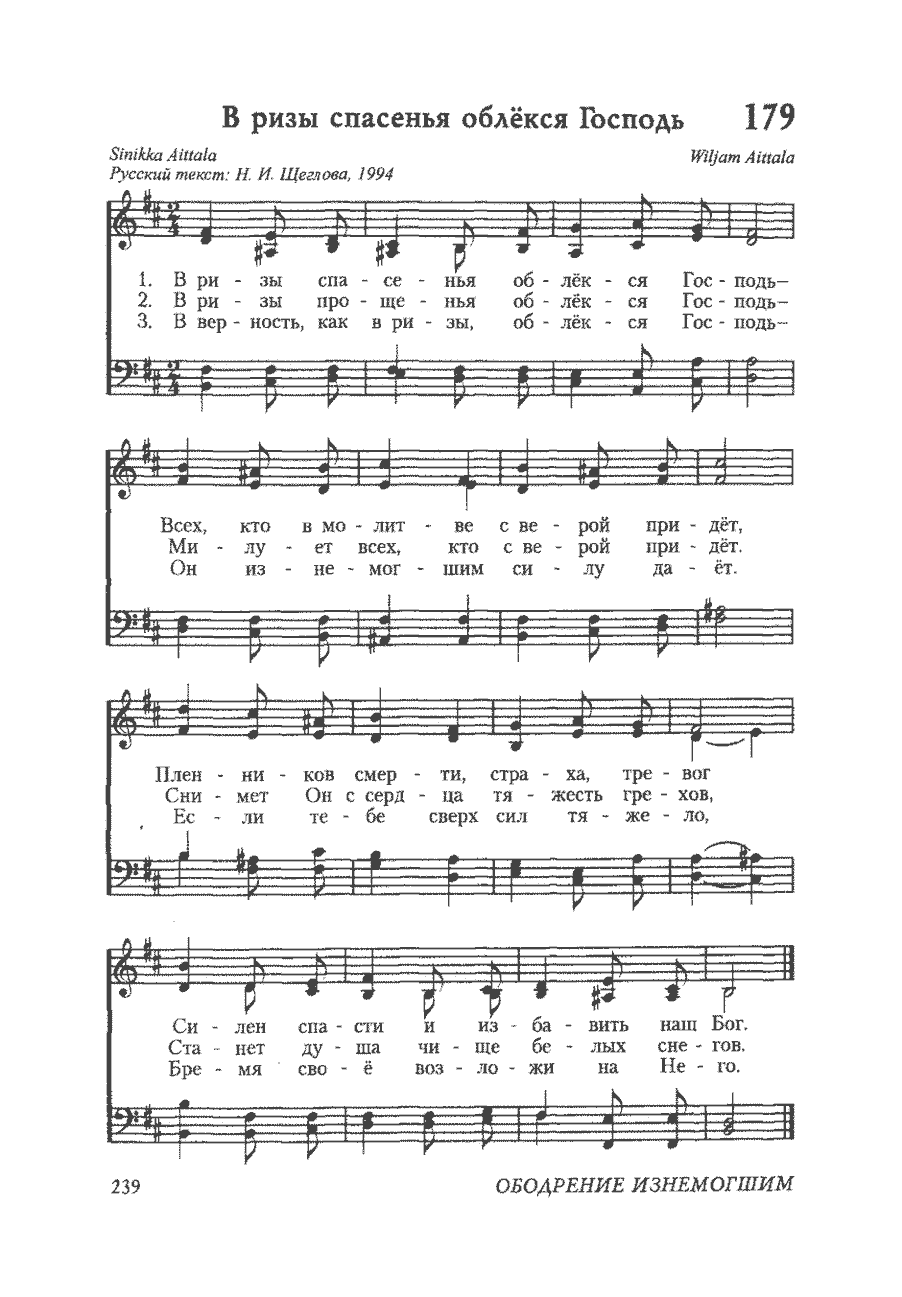 В ризы спасенья облёкся Господь 179
Sinikka Aittala Wiljam Aittala
Русский текст: Н. И. Щеглова, 1994
1. В ри - зы спа - се - нья об - лёк - ся Гос - подь–
2. В ри - зы про - ще - нья об - лёк - ся Гос - подь–
3. В вер - ность, как в ри - зы, об - лёк - ся Гос - подь–
Всех, кто в мо - лит - ве с ве - рой при - дёт,
Ми - лу - ет всех, кто с ве - рой при - дёт.
Он из - не - мог - шим си - лу да - ёт.
Плен - ни - ков смер - ти, стра - ха, тре - вог
Сни - мет Он с серд - ца тя - жесть гре - хов,
Ес - ли те - бе сверх сил тя - же - ло,
Си - лен спа - сти и из - ба - вить наш Бог.
Ста - нет ду - ша чи - ще бе - лых сне - гов.
Бре - мя сво - ё воз - ло - жи на Не - го.
239 ОБОДРЕНИЕ ИЗНЕМОГШИМ